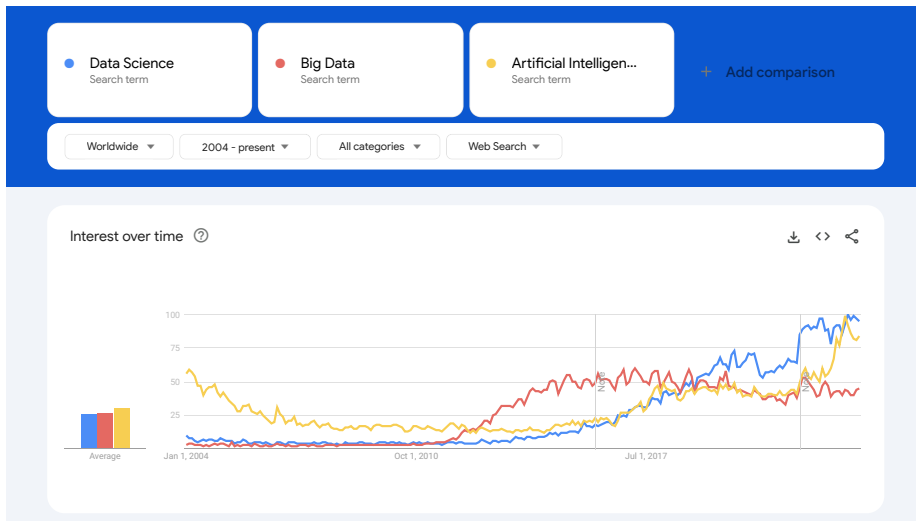 Data Science
Search term
Big Data
Search term
Artificial Intelligen...
Search term
+ Add comparison
Worldwide
2004 - present
All categories
Web Search
Interest over time
?
100
75
50
25
Note
Note
Average
Jan 1, 2004
Oct 1, 2010
Jul 1, 2017